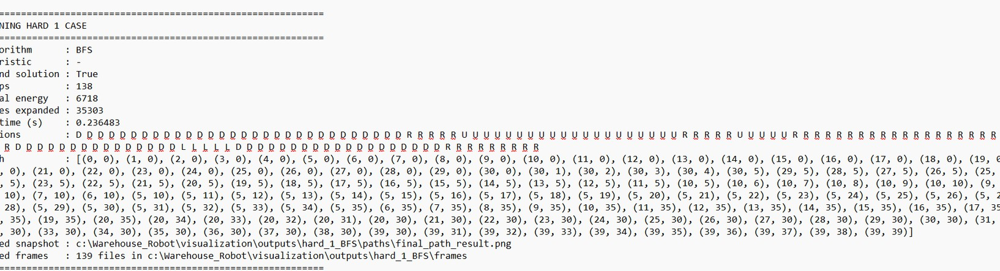 ============================================================
NING HARD 1 CASE
============================================================
orithm : BFS
ristic : -
nd solution : True
ps : 138
al energy : 6718
es expanded : 35303
time (s) : 0.236483
ions : D D D D D D D D D D D D D D D D D D D D D D D D D D D D D D R R R R R U U U U U U U U U U U U U U U U U U U U R R R R R U U U U U R R R R R R R R R R R R R R R R R R R
R D D D D D D D D D D D D D D D L L L L L D D D D D D D D D D D D D D D D D D D R R R R R R R R R
h : [(0, 0), (1, 0), (2, 0), (3, 0), (4, 0), (5, 0), (6, 0), (7, 0), (8, 0), (9, 0), (10, 0), (11, 0), (12, 0), (13, 0), (14, 0), (15, 0), (16, 0), (17, 0), (18, 0), (19, 0
, 0), (21, 0), (22, 0), (23, 0), (24, 0), (25, 0), (26, 0), (27, 0), (28, 0), (29, 0), (30, 0), (30, 1), (30, 2), (30, 3), (30, 4), (30, 5), (29, 5), (28, 5), (27, 5), (26, 5), (25,
, 5), (23, 5), (22, 5), (21, 5), (20, 5), (19, 5), (18, 5), (17, 5), (16, 5), (15, 5), (14, 5), (13, 5), (12, 5), (11, 5), (10, 5), (10, 6), (10, 7), (10, 8), (10, 9), (10, 10), (9,
10), (7, 10), (6, 10), (5, 10), (5, 11), (5, 12), (5, 13), (5, 14), (5, 15), (5, 16), (5, 17), (5, 18), (5, 19), (5, 20), (5, 21), (5, 22), (5, 23), (5, 24), (5, 25), (5, 26), (5, 2
28), (5, 29), (5, 30), (5, 31), (5, 32), (5, 33), (5, 34), (5, 35), (6, 35), (7, 35), (8, 35), (9, 35), (10, 35), (11, 35), (12, 35), (13, 35), (14, 35), (15, 35), (16, 35), (17, 35
, 35), (19, 35), (20, 35), (20, 34), (20, 33), (20, 32), (20, 31), (20, 30), (21, 30), (22, 30), (23, 30), (24, 30), (25, 30), (26, 30), (27, 30), (28, 30), (29, 30), (30, 30), (31,
, 30), (33, 30), (34, 30), (35, 30), (36, 30), (37, 30), (38, 30), (39, 30), (39, 31), (39, 32), (39, 33), (39, 34), (39, 35), (39, 36), (39, 37), (39, 38), (39, 39)]
ed snapshot : c:\Warehouse_Robot\visualization\outputs\hard_1_BFS\paths\final_path_result.png
ed frames : 139 files in c:\Warehouse_Robot\visualization\outputs\hard_1_BFS\frames
============================================================